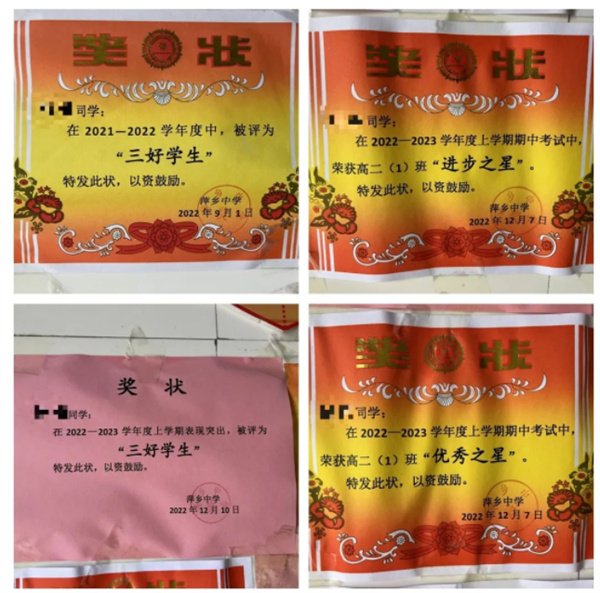 奖 状
司学：
在 2021—2022 学年度中，被评为
“三好学生”
特发此状，以资鼓励。
萍乡中学
2022 年 9 月 1 日
奖 状
司学：
在 2022—2023 学年度上学期期中考试中，
荣获高二（1）班“进步之星”。
特发此状，以资鼓励。
萍乡中学
2022 年 12 月 7 日
奖 状
同学：
在 2022—2023 学年度上学期表现突出，被评为
“三好学生”
特发此状，以资鼓励。
萍乡中学
2022 年 12 月 10 日
奖 状
司学：
在 2022—2023 学年度上学期期中考试中，
荣获高二（1）班“优秀之星”。
特发此状，以资鼓励。
萍乡中学
2022 年 12 月 7 日